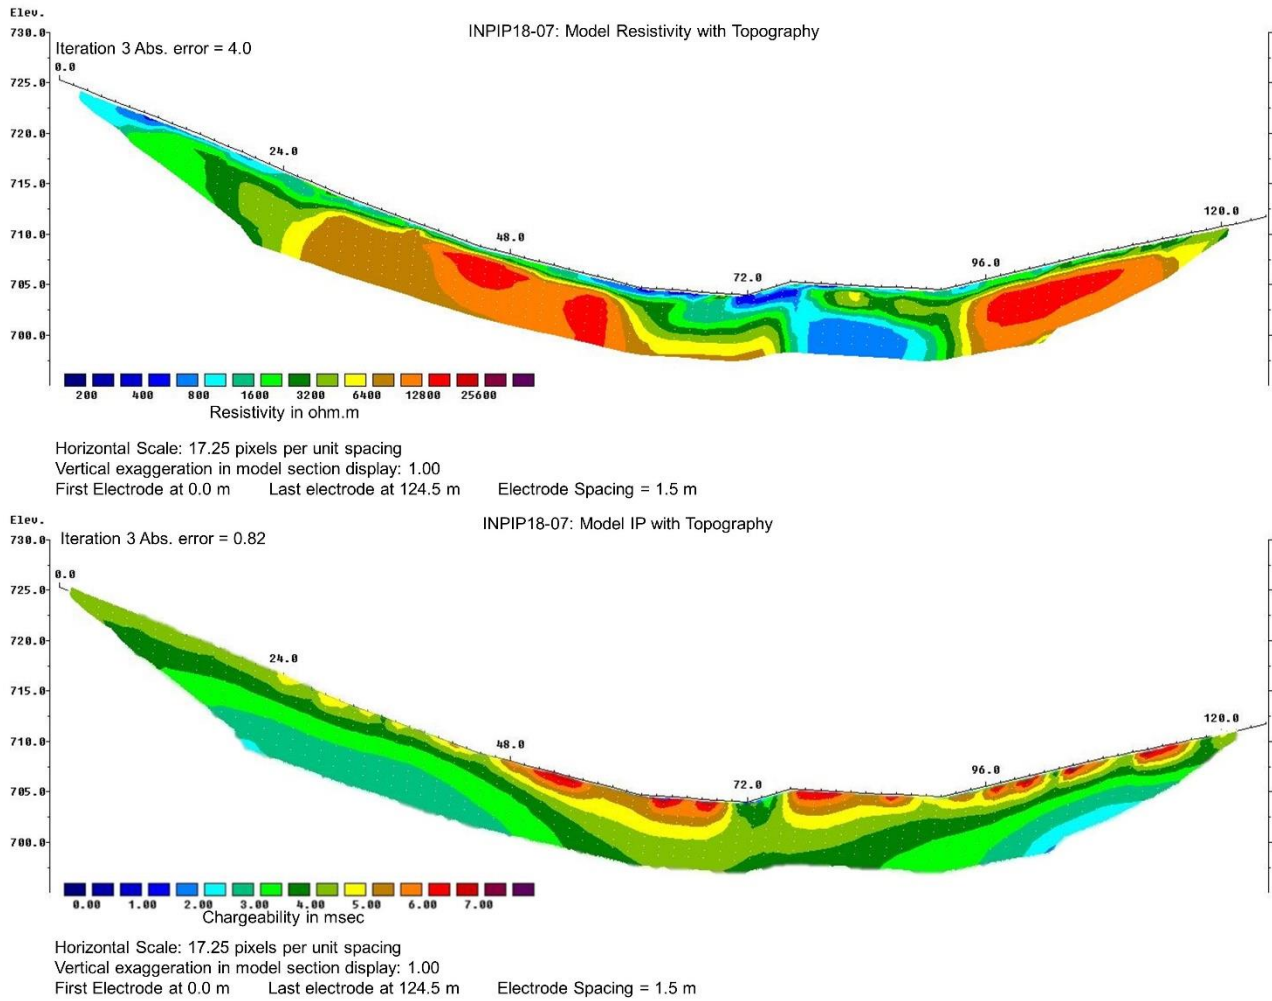 Elev.
730.0
INPIP18-07: Model Resistivity with Topography
Iteration 3 Abs. error = 4.0
0.0
725.0
720.0
24.0
715.0
120.0
710.0
48.0
96.0
72.0
705.0
700.0
200 400 800 1600 3200 6400 12800 25600
Resistivity in ohm.m
Horizontal Scale: 17.25 pixels per unit spacing
Vertical exaggeration in model section display: 1.00
First Electrode at 0.0 m Last electrode at 124.5 m Electrode Spacing = 1.5 m
Elev.
INPIP18-07: Model IP with Topography
730.0
Iteration 3 Abs. error = 0.82
0.0
725.0
720.0
24.0
715.0
120.0
710.0
48.0
96.0
72.0
705.0
700.0
0.00 1.00 2.00 3.00 4.00 5.00 6.00 7.00
Chargeability in msec
Horizontal Scale: 17.25 pixels per unit spacing
Vertical exaggeration in model section display: 1.00
First Electrode at 0.0 m Last electrode at 124.5 m Electrode Spacing = 1.5 m